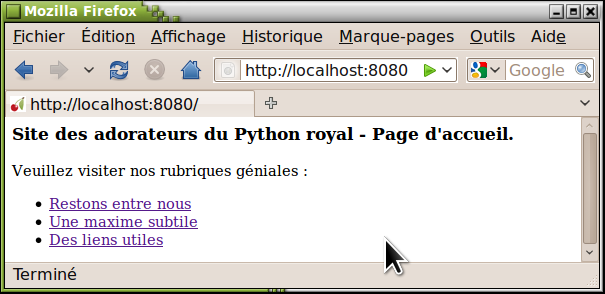 Mozilla Firefox
Fichier Édition Affichage Historique Marque-pages Outils Aide
http://localhost:8080 Google
http://localhost:8080/
Site des adorateurs du Python royal - Page d'accueil.
Veuillez visiter nos rubriques géniales :
Restons entre nous
Une maxime subtile
Des liens utiles
Terminé